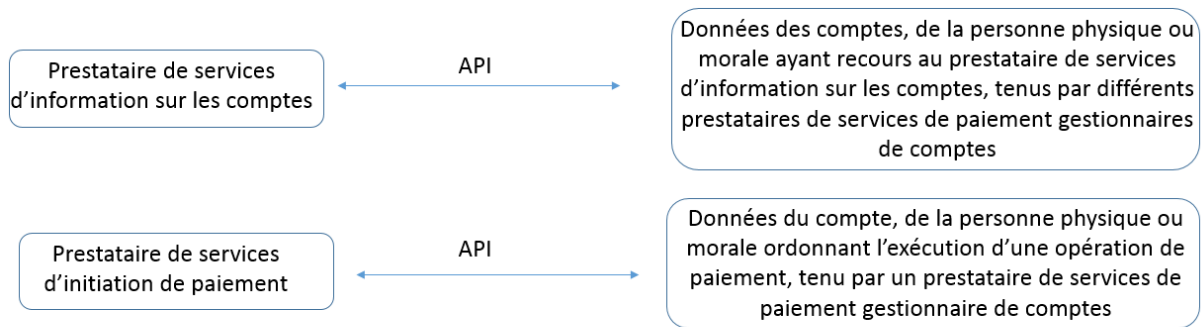 Prestataire de services
d’information sur les comptes
API
Données des comptes, de la personne physique ou
morale ayant recours au prestataire de services
d’information sur les comptes, tenus par différents
prestataires de services de paiement gestionnaires
de comptes
Prestataire de services
d’initiation de paiement
API
Données du compte, de la personne physique ou
morale ordonnant l’exécution d’une opération de
paiement, tenu par un prestataire de services de
paiement gestionnaire de comptes